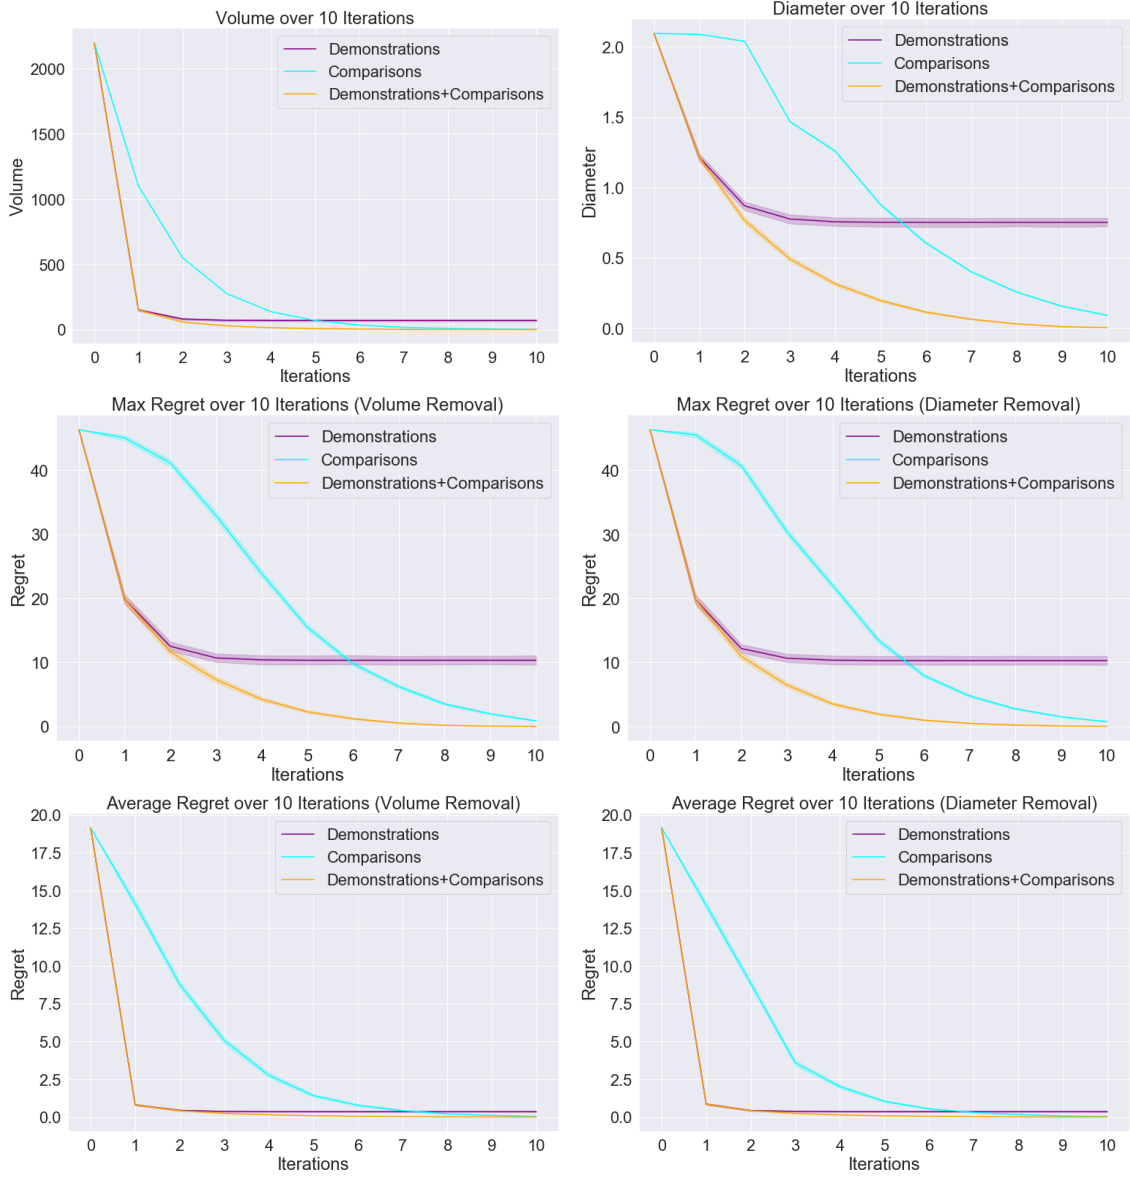 Volume over 10 Iterations
Demonstrations
Comparisons
Demonstrations+Comparisons
2000
1500
1000
500
0
Volume
0 1 2 3 4 5 6 7 8 9 10
Iterations
Diameter over 10 Iterations
Demonstrations
Comparisons
Demonstrations+Comparisons
2.0
1.5
1.0
0.5
0.0
Diameter
0 1 2 3 4 5 6 7 8 9 10
Iterations
Max Regret over 10 Iterations (Volume Removal)
Demonstrations
Comparisons
Demonstrations+Comparisons
40
30
20
10
0
Regret
0 1 2 3 4 5 6 7 8 9 10
Iterations
Max Regret over 10 Iterations (Diameter Removal)
Demonstrations
Comparisons
Demonstrations+Comparisons
40
30
20
10
0
Regret
0 1 2 3 4 5 6 7 8 9 10
Iterations
Average Regret over 10 Iterations (Volume Removal)
Demonstrations
Comparisons
Demonstrations+Comparisons
20.0
17.5
15.0
12.5
10.0
7.5
5.0
2.5
0.0
Regret
0 1 2 3 4 5 6 7 8 9 10
Iterations
Average Regret over 10 Iterations (Diameter Removal)
Demonstrations
Comparisons
Demonstrations+Comparisons
20.0
17.5
15.0
12.5
10.0
7.5
5.0
2.5
0.0
Regret
0 1 2 3 4 5 6 7 8 9 10
Iterations